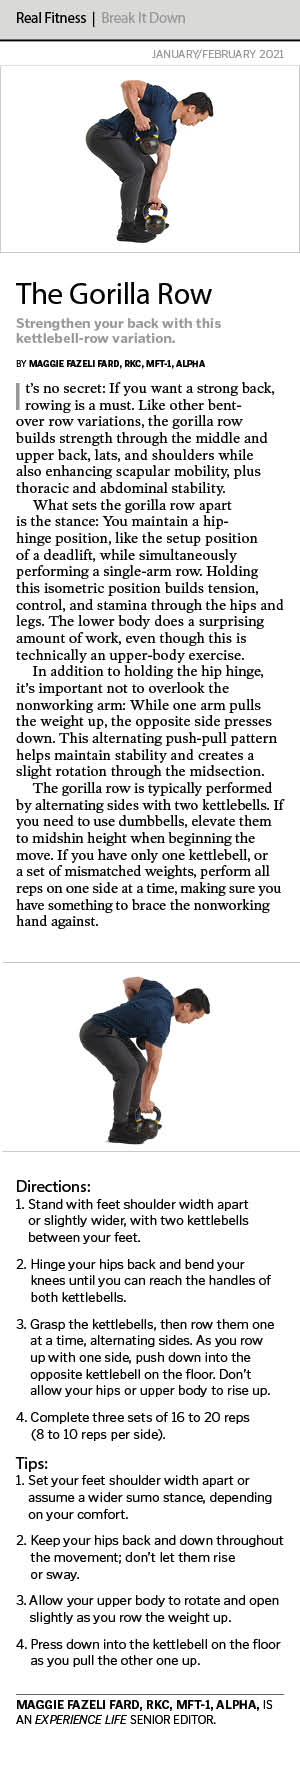 Real Fitness | Break It Down
JANUARY/FEBRUARY 2021
The Gorilla Row
Strengthen your back with this
kettlebell-row variation.
BY MAGGIE FAZELI FARD, RKC, MFT-1, ALPHA
It’s no secret: If you want a strong back,
rowing is a must. Like other bent-
over row variations, the gorilla row
builds strength through the middle and
upper back, lats, and shoulders while
also enhancing scapular mobility, plus
thoracic and abdominal stability.
What sets the gorilla row apart
is the stance: You maintain a hip-
hinge position, like the setup position
of a deadlift, while simultaneously
performing a single-arm row. Holding
this isometric position builds tension,
control, and stamina through the hips and
legs. The lower body does a surprising
amount of work, even though this is
technically an upper-body exercise.
In addition to holding the hip hinge,
it’s important not to overlook the
nonworking arm: While one arm pulls
the weight up, the opposite side presses
down. This alternating push-pull pattern
helps maintain stability and creates a
slight rotation through the midsection.
The gorilla row is typically performed
by alternating sides with two kettlebells. If
you need to use dumbbells, elevate them
to midshin height when beginning the
move. If you have only one kettlebell, or
a set of mismatched weights, perform all
reps on one side at a time, making sure you
have something to brace the nonworking
hand against.
Directions:
1. Stand with feet shoulder width apart
or slightly wider, with two kettlebells
between your feet.
2. Hinge your hips back and bend your
knees until you can reach the handles of
both kettlebells.
3. Grasp the kettlebells, then row them one
at a time, alternating sides. As you row
up with one side, push down into the
opposite kettlebell on the floor. Don’t
allow your hips or upper body to rise up.
4. Complete three sets of 16 to 20 reps
(8 to 10 reps per side).
Tips:
1. Set your feet shoulder width apart or
assume a wider sumo stance, depending
on your comfort.
2. Keep your hips back and down throughout
the movement; don’t let them rise
or sway.
3. Allow your upper body to rotate and open
slightly as you row the weight up.
4. Press down into the kettlebell on the floor
as you pull the other one up.
MAGGIE FAZELI FARD, RKC, MFT-1, ALPHA, IS
AN EXPERIENCE LIFE SENIOR EDITOR.